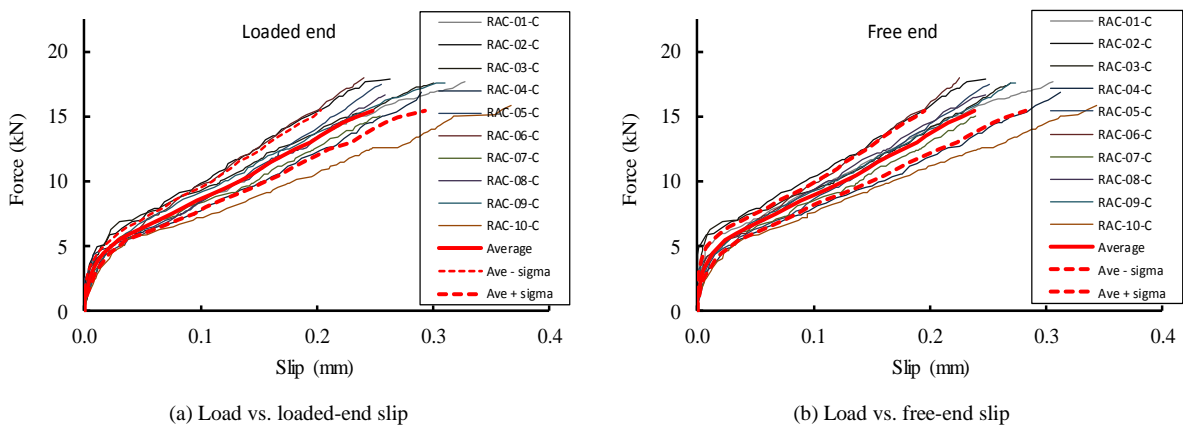 Loaded end
Force (kN)
20
15
10
5
0
0.0 0.1 0.2 0.3 0.4
Slip (mm)
RAC-01-C
RAC-02-C
RAC-03-C
RAC-04-C
RAC-05-C
RAC-06-C
RAC-07-C
RAC-08-C
RAC-09-C
RAC-10-C
Average
Ave - sigma
Ave + sigma
(a) Load vs. loaded-end slip
Free end
Force (kN)
20
15
10
5
0
0.0 0.1 0.2 0.3 0.4
Slip (mm)
RAC-01-C
RAC-02-C
RAC-03-C
RAC-04-C
RAC-05-C
RAC-06-C
RAC-07-C
RAC-08-C
RAC-09-C
RAC-10-C
Average
Ave - sigma
Ave + sigma
(b) Load vs. free-end slip